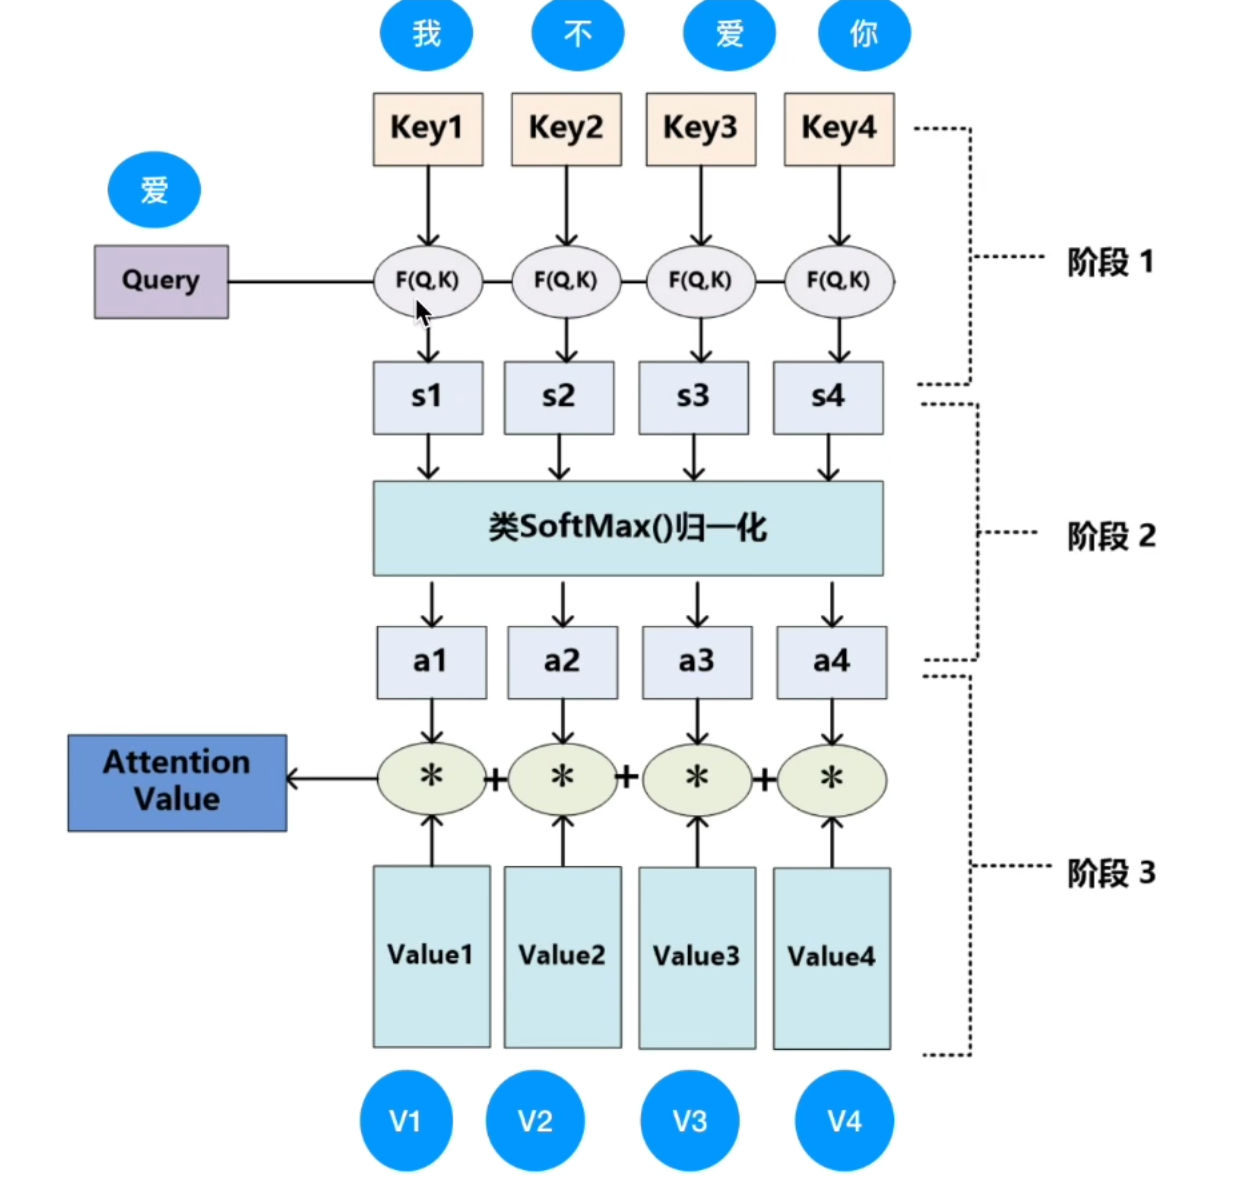 我 不 爱 你
Key1 Key2 Key3 Key4
爱
Query F(Q,K) F(Q,K) F(Q,K) F(Q,K)
阶段 1
s1 s2 s3 s4
类SoftMax()归一化
阶段 2
a1 a2 a3 a4
Attention
Value
* + * + * + *
阶段 3
Value1 Value2 Value3 Value4
V1 V2 V3 V4